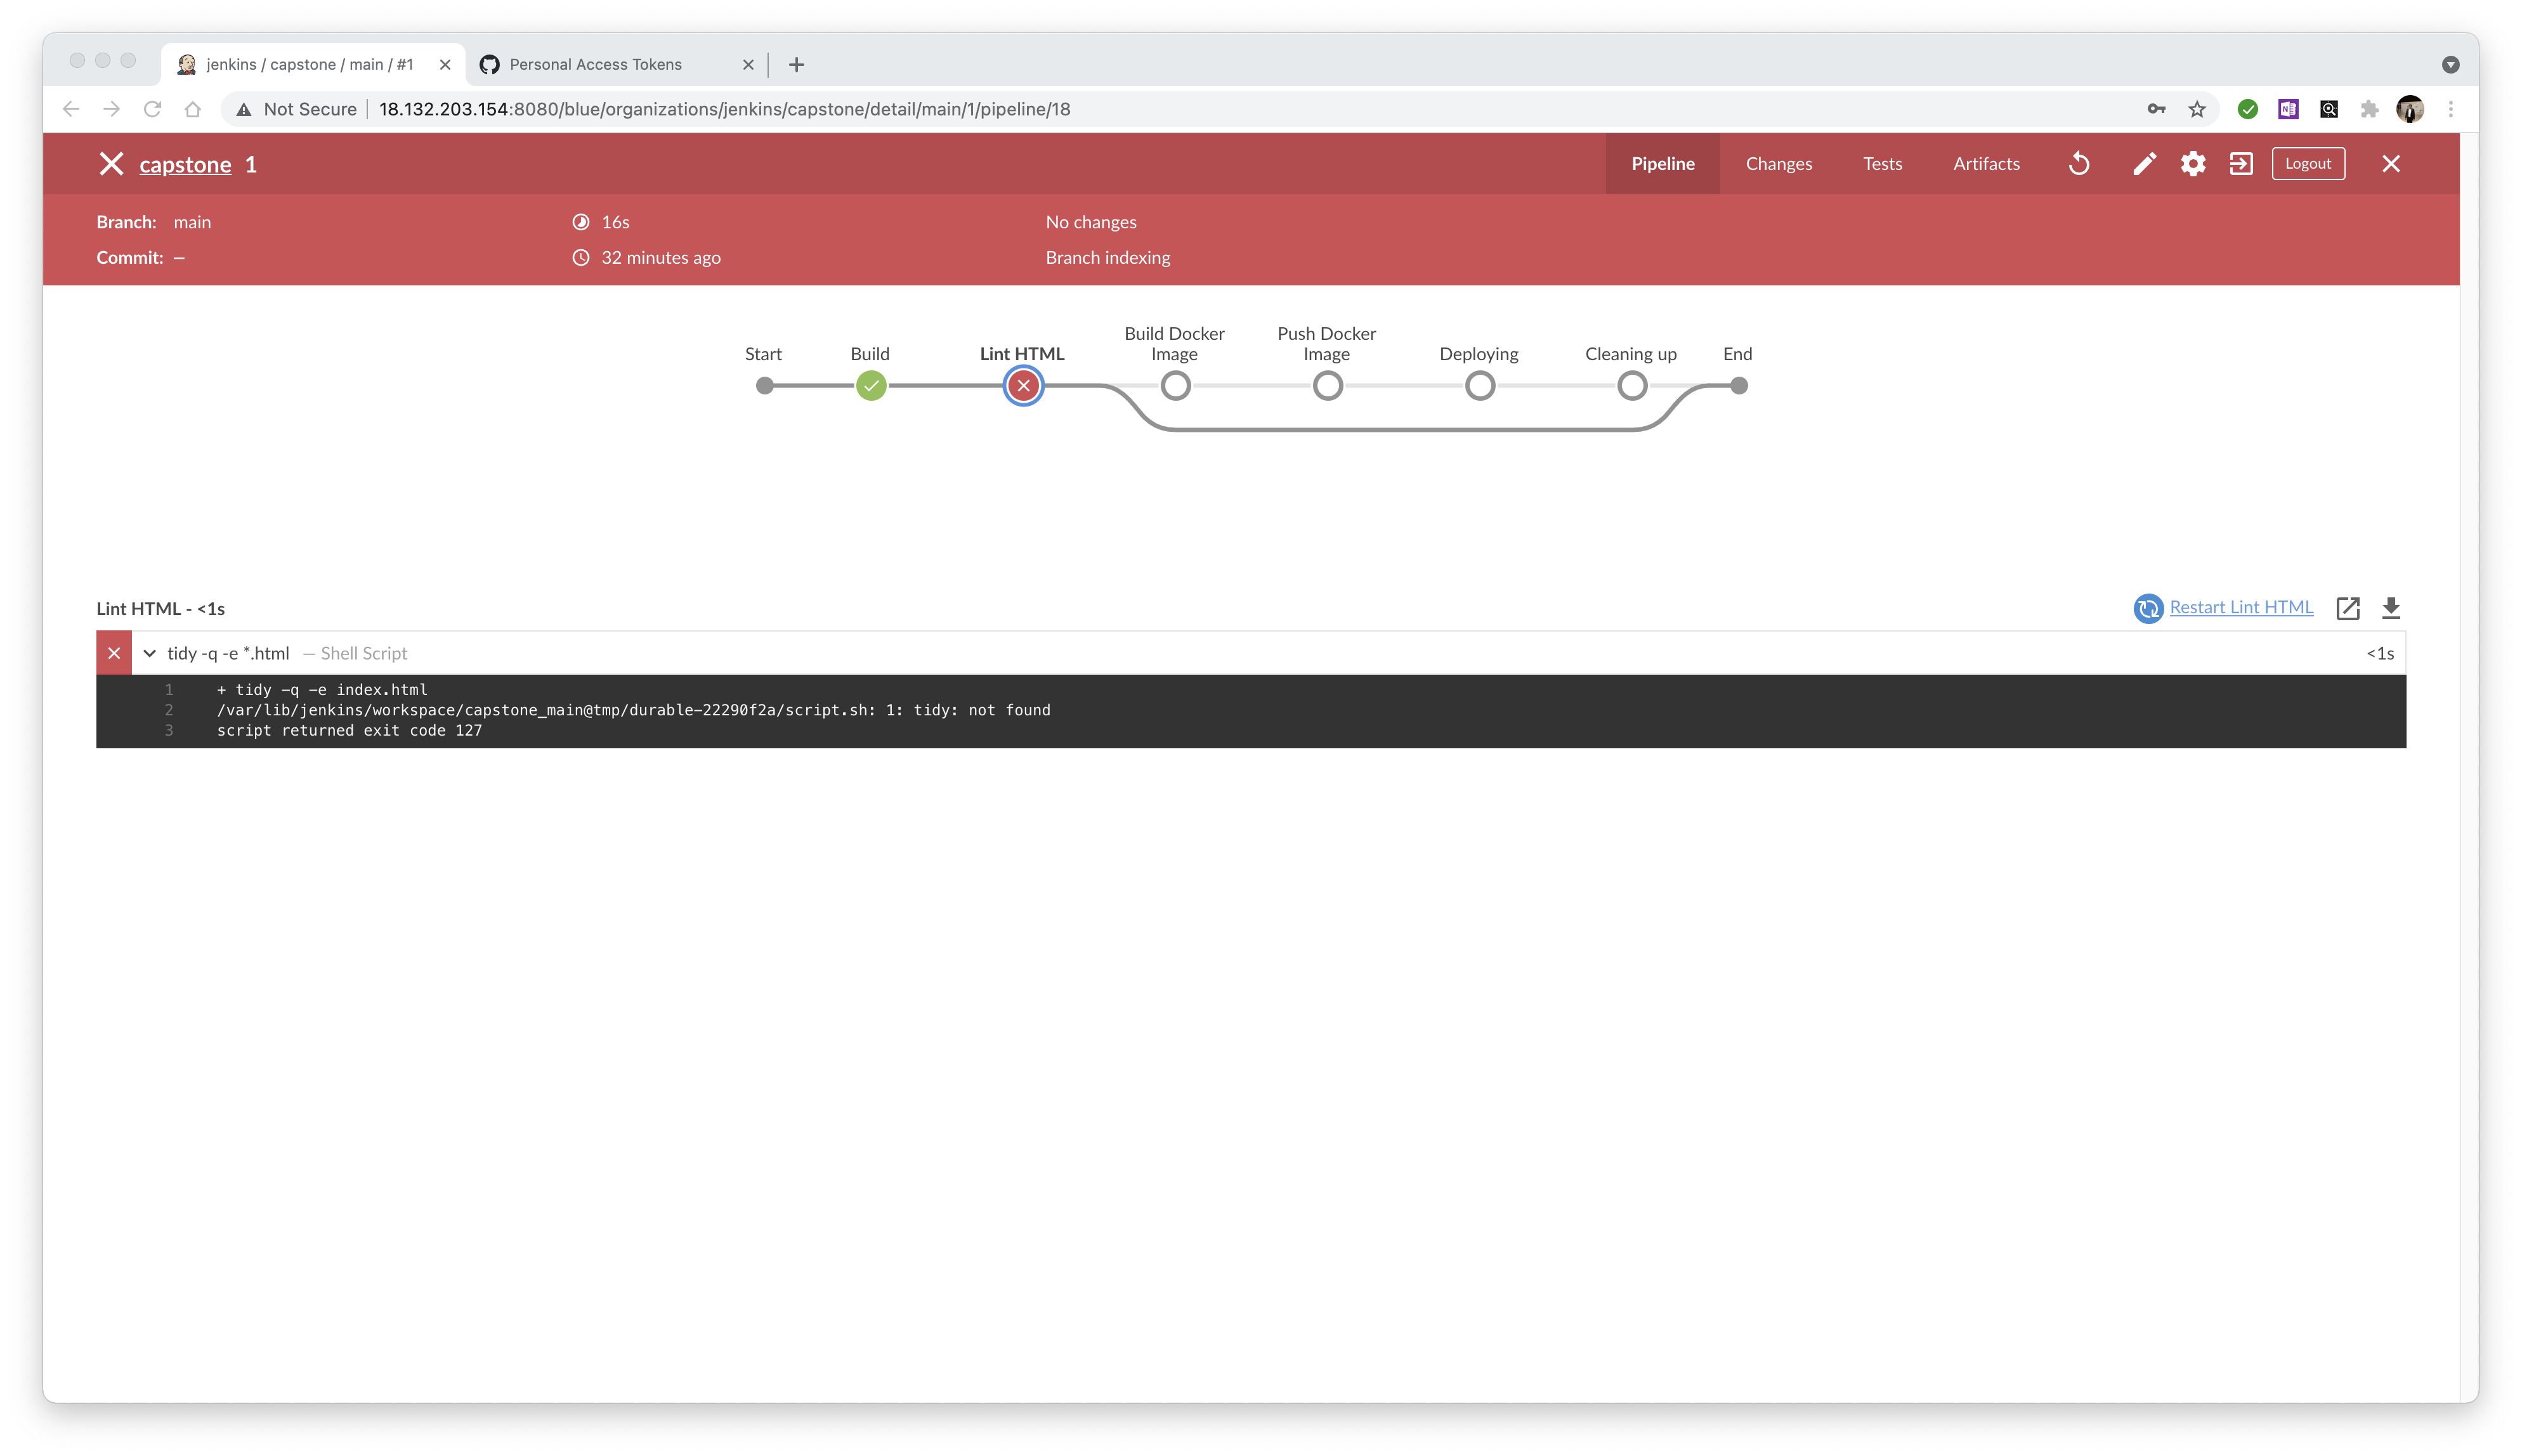 jenkins / capstone / main / #1
Personal Access Tokens
Not Secure
18.132.203.154:8080/blue/organizations/jenkins/capstone/detail/main/1/pipeline/18
capstone 1
Pipeline
Changes
Tests
Artifacts
Logout
Branch: main
16s
No changes
Commit: —
32 minutes ago
Branch indexing
Start
Build
Lint HTML
Build Docker
Image
Push Docker
Image
Deploying
Cleaning up
End
Lint HTML - <1s
Restart Lint HTML
tidy -q -e *.html — Shell Script
<1s
1 + tidy -q -e index.html
2 /var/lib/jenkins/workspace/capstone_main@tmp/durable-22290f2a/script.sh: 1: tidy: not found
3 script returned exit code 127